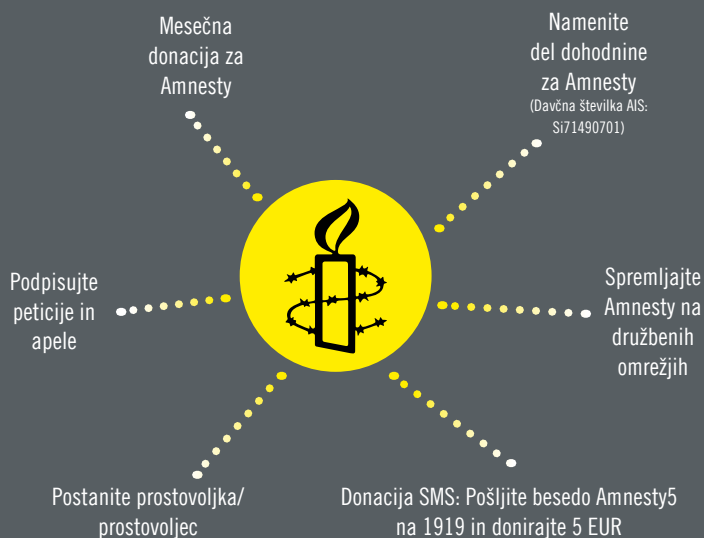 Mesečna
donacija za
Amnesty
Namenite
del dohodnine
za Amnesty
(Davčna številka AIS:
Si71490701)
Podpisujte
peticije in
apele
Spremljajte
Amnesty na
družbenih
omrežjih
Postanite prostovoljka/
prostovoljec
Donacija SMS: Pošljite besedo Amnesty5
na 1919 in donirajte 5 EUR